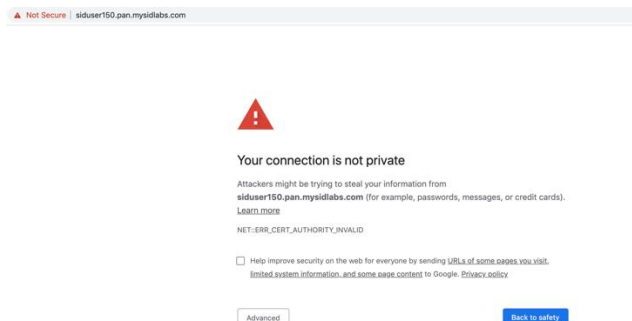 Not Secure | siduser150.pan.mysidlabs.com
Your connection is not private
Attackers might be trying to steal your information from
siduser150.pan.mysidlabs.com (for example, passwords, messages, or credit cards).
Learn more
NET::ERR_CERT_AUTHORITY_INVALID
Help improve security on the web for everyone by sending URLs of some pages you visit,
limited system information, and some page content to Google. Privacy policy
Advanced
Back to safety